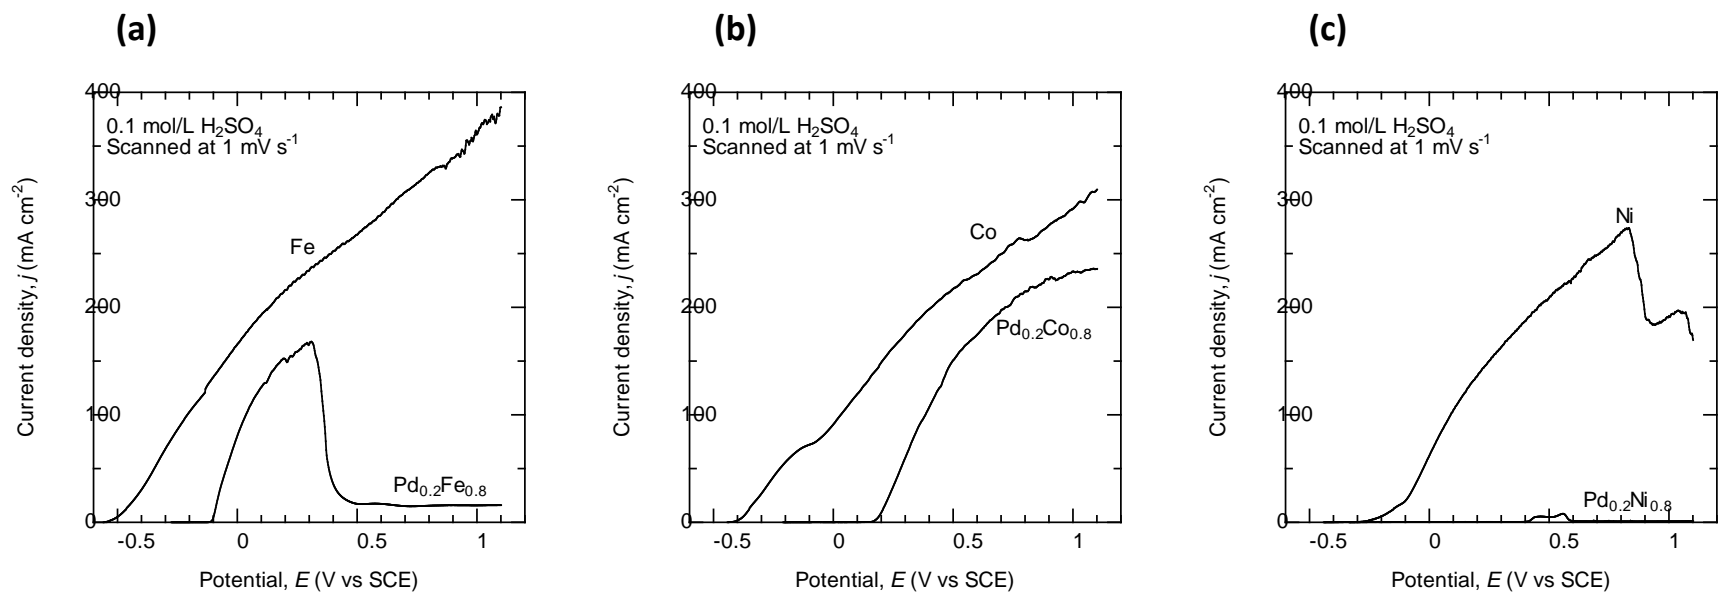 (a)
400
0.1 mol/L H₂SO₄
Scanned at 1 mV s⁻¹
300
Fe
200
100
Pd₀.₂Fe₀.₈
0
-0.5 0 0.5 1
Current density, j (mA cm⁻²)
Potential, E (V vs SCE)
(b)
400
0.1 mol/L H₂SO₄
Scanned at 1 mV s⁻¹
300
Co
200
Pd₀.₂Co₀.₈
100
0
-0.5 0 0.5 1
Current density, j (mA cm⁻²)
Potential, E (V vs SCE)
(c)
400
0.1 mol/L H₂SO₄
Scanned at 1 mV s⁻¹
300
Ni
200
100
Pd₀.₂Ni₀.₈
0
-0.5 0 0.5 1
Current density, j (mA cm⁻²)
Potential, E (V vs SCE)